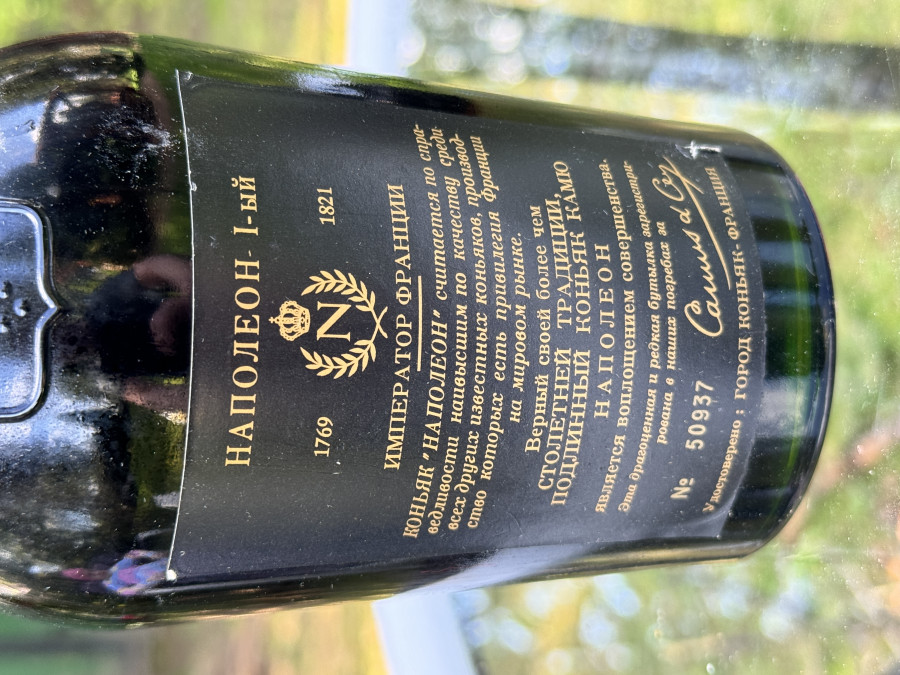 НАПОЛЕОН- I-ый
1769 1821
N
ИМПЕРАТОР ФРАНЦИИ
КОНЬЯК "НАПОЛЕОН" считается по спра-
ведливости наивысшим по качеству среди
всех других известных коньяков, производ-
ство которых есть привилегия Франции
на мировом рынке.
Верный своей более чем
СТОЛЕТНЕЙ ТРАДИЦИИ,
ПОДЛИННЫЙ КОНЬЯК КАМЮ
НАПОЛЕОН
является воплощением совершенства.
Эта драгоценная и редкая бутылка зарегистри-
рована в наших погребах за
№ 50937 Camus & Cy
Удостоверено: ГОРОД КОНЬЯК-ФРАНЦИЯ